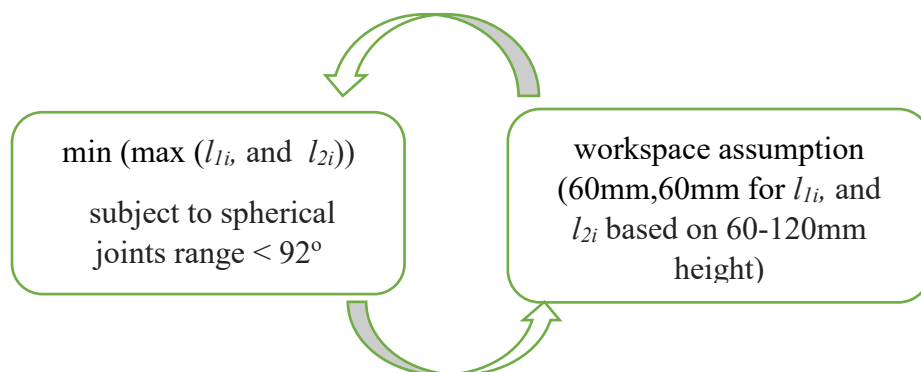 min (max (l1i, and l2i))
subject to spherical
joints range < 92º
workspace assumption
(60mm,60mm for l1i, and
l2i based on 60-120mm
height)